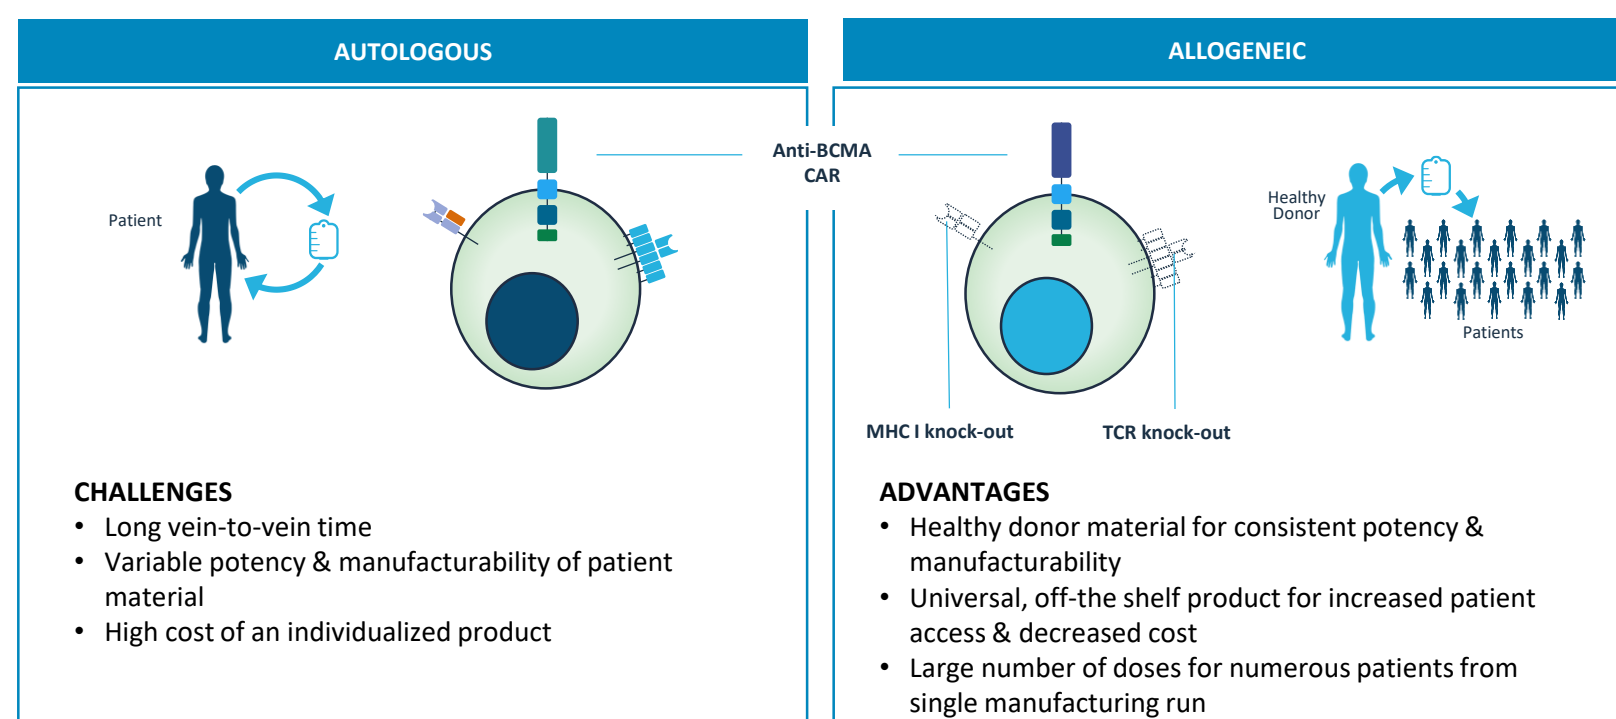 AUTOLOGOUS
Patient
Anti-BCMA
CAR
CHALLENGES
• Long vein-to-vein time
• Variable potency & manufacturability of patient
material
• High cost of an individualized product
ALLOGENEIC
Healthy
Donor
Patients
MHC I knock-out
TCR knock-out
ADVANTAGES
• Healthy donor material for consistent potency &
manufacturability
• Universal, off-the shelf product for increased patient
access & decreased cost
• Large number of doses for numerous patients from
single manufacturing run